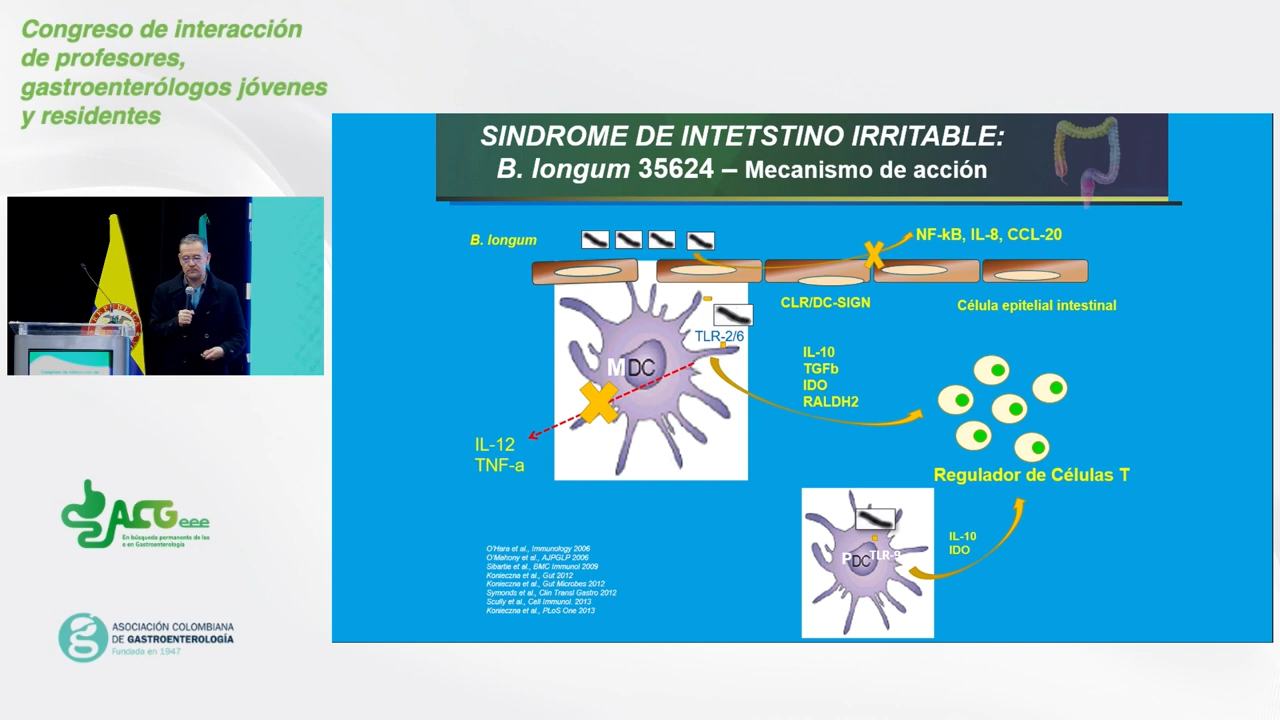 Congreso de interacción
de profesores,
gastroenterólogos jóvenes
y residentes
SINDROME DE INTETSTINO IRRITABLE:
B. longum 35624 – Mecanismo de acción
B. longum
NF-kB, IL-8, CCL-20
CLR/DC-SIGN
Célula epitelial intestinal
TLR-2/6
MDC
IL-10
TGFb
IDO
RALDH2
IL-12
TNF-a
Regulador de Células T
PDC
TLR-9
IL-10
IDO
O'Hara et al., Immunology 2006
O'Mahony et al., AJPGLP 2006
Sibartie et al., BMC Immunol 2009
Konieczna et al., Gut 2012
Konieczna et al., Gut Microbes 2012
Symonds et al., Clin Transl Gastro 2012
Scully et al., Cell Immunol. 2013
Konieczna et al., PLoS One 2013
ACGeee
En búsqueda permanente de las
e en Gastroenterología
ASOCIACIÓN COLOMBIANA
DE GASTROENTEROLOGÍA
Fundada en 1947